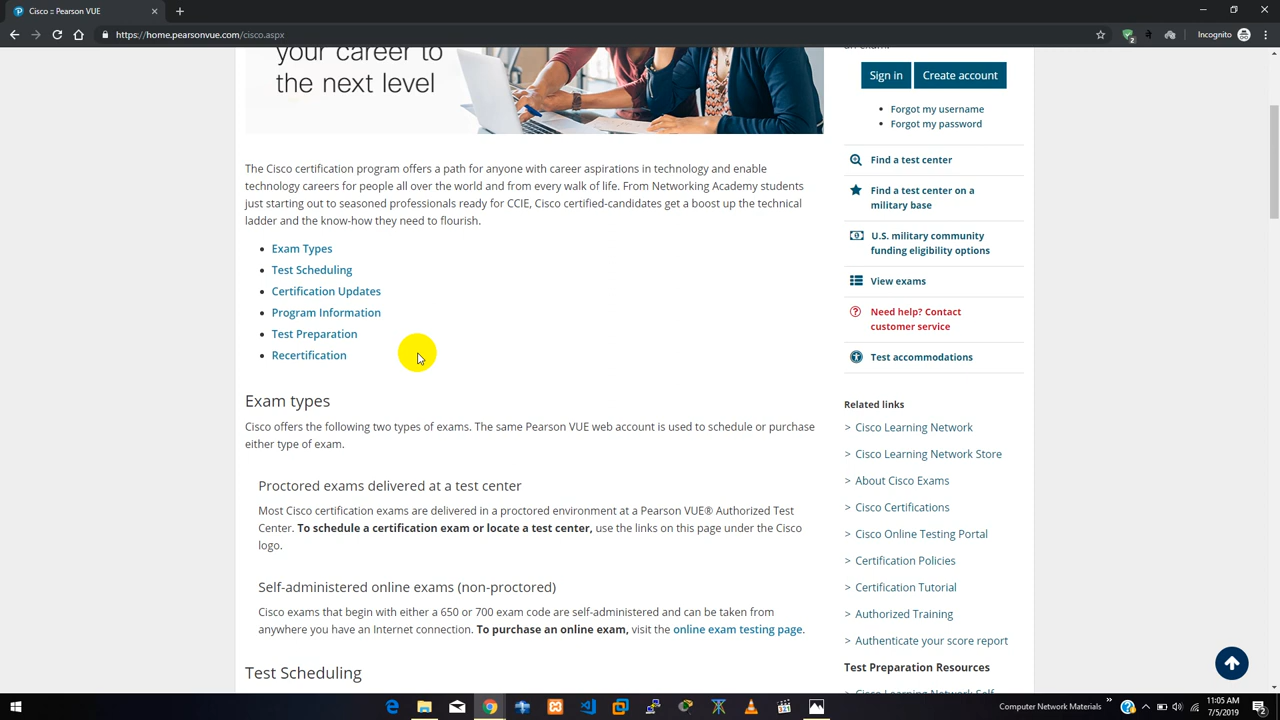 Cisco :: Pearson VUE
https://home.pearsonvue.com/cisco.aspx
Incognito
your career to
the next level
Sign in
Create account
Forgot my username
Forgot my password
Find a test center
Find a test center on a
military base
U.S. military community
funding eligibility options
View exams
Need help? Contact
customer service
Test accommodations
The Cisco certification program offers a path for anyone with career aspirations in technology and enable
technology careers for people all over the world and from every walk of life. From Networking Academy students
just starting out to seasoned professionals ready for CCIE, Cisco certified-candidates get a boost up the technical
ladder and the know-how they need to flourish.
Exam Types
Test Scheduling
Certification Updates
Program Information
Test Preparation
Recertification
Exam types
Cisco offers the following two types of exams. The same Pearson VUE web account is used to schedule or purchase
either type of exam.
Proctored exams delivered at a test center
Most Cisco certification exams are delivered in a proctored environment at a Pearson VUE® Authorized Test
Center. To schedule a certification exam or locate a test center, use the links on this page under the Cisco
logo.
Self-administered online exams (non-proctored)
Cisco exams that begin with either a 650 or 700 exam code are self-administered and can be taken from
anywhere you have an Internet connection. To purchase an online exam, visit the online exam testing page.
Test Scheduling
Related links
> Cisco Learning Network
> Cisco Learning Network Store
> About Cisco Exams
> Cisco Certifications
> Cisco Online Testing Portal
> Certification Policies
> Certification Tutorial
> Authorized Training
> Authenticate your score report
Test Preparation Resources
Cisco Learning Network Self
Computer Network Materials
11:05 AM
7/5/2019